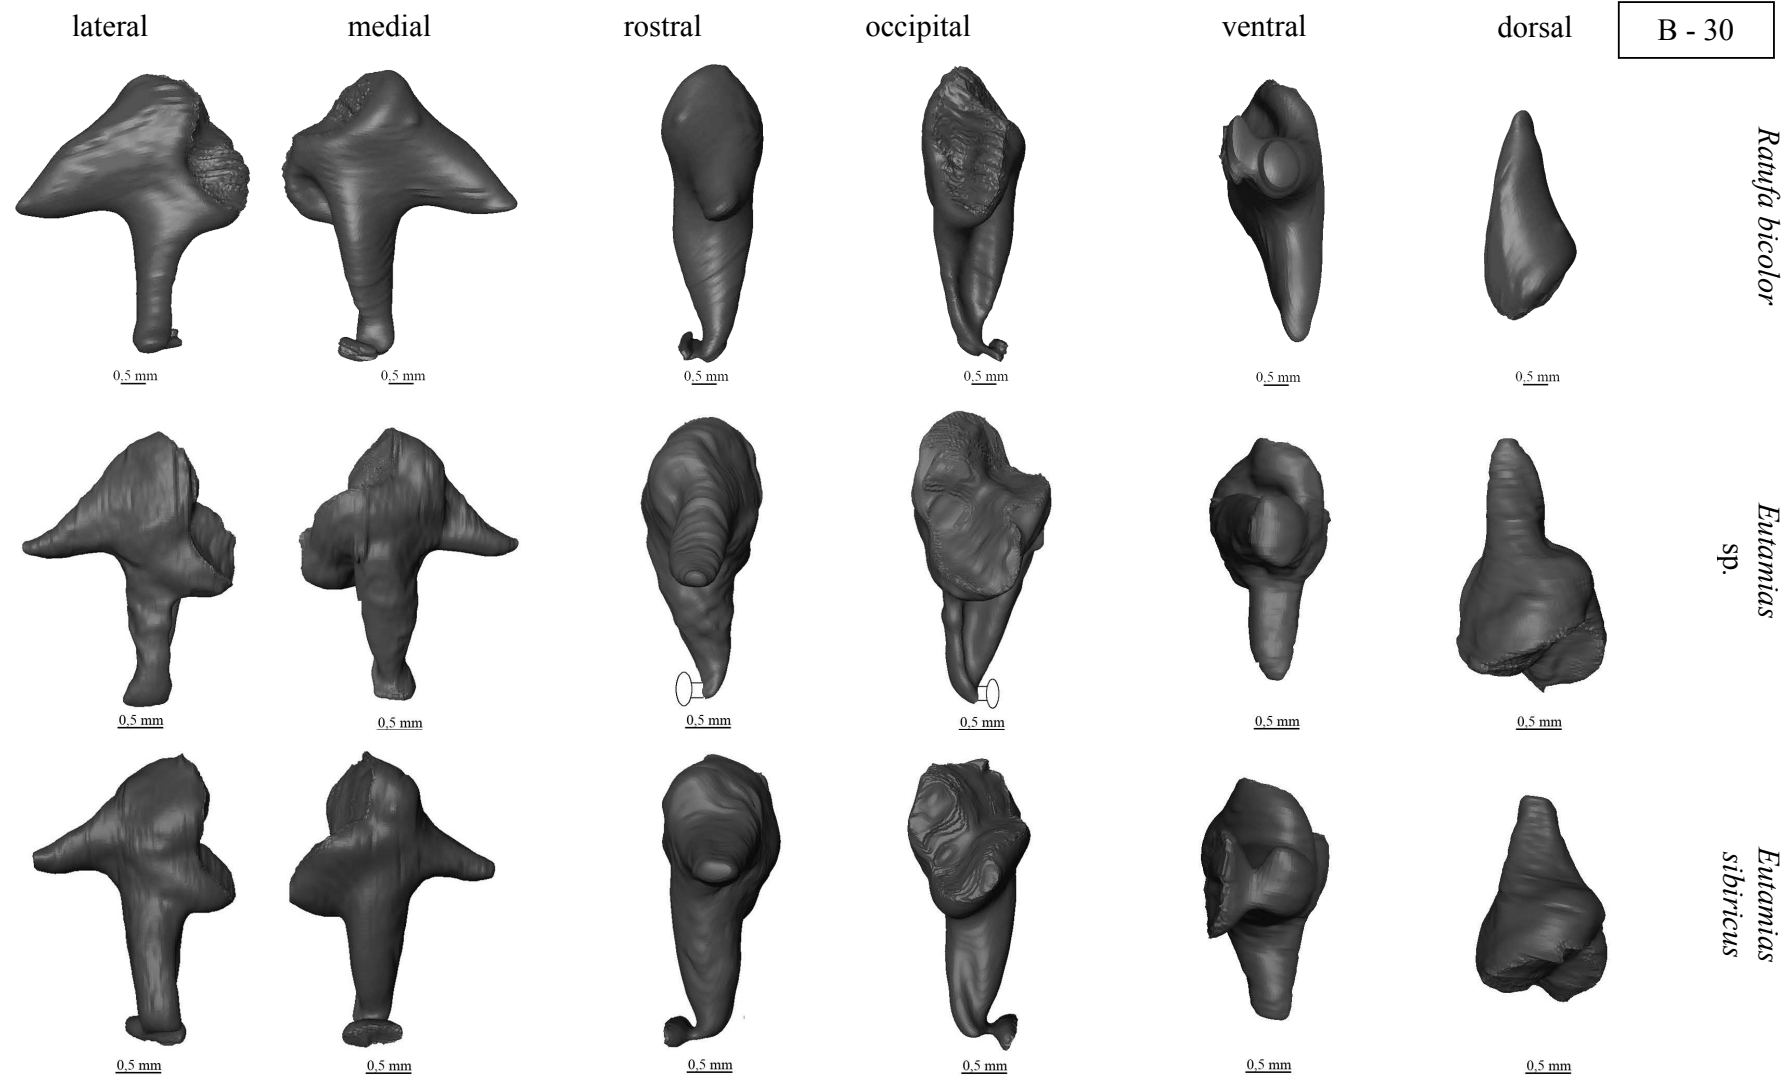 lateral medial rostral occipital ventral dorsal B - 30
Ratufa bicolor
0,5 mm 0,5 mm 0,5 mm 0,5 mm 0,5 mm 0,5 mm
Eutamias
sp.
0,5 mm 0,5 mm 0,5 mm 0,5 mm 0,5 mm 0,5 mm
Eutamias
sibiricus
0,5 mm 0,5 mm 0,5 mm 0,5 mm 0,5 mm 0,5 mm